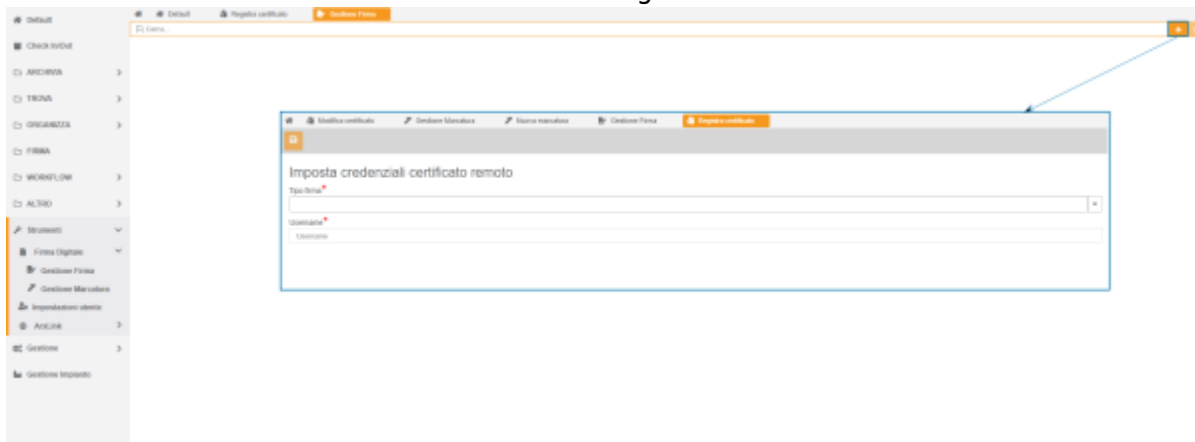 Default
Check In/Out
ARCHIVIA
TROVA
ORGANIZZA
FIRMA
WORKFLOW
ALTRO
Strumenti
Firma Digitale
Gestione Firma
Gestione Marcatura
Impostazioni utente
ArxLink
Gestione
Gestione Impianto
Default
Registra certificato
Gestione Firma
Cerca...
Modifica certificato
Gestione Marcatura
Nuova marcatura
Gestione Firma
Registra certificato
Imposta credenziali certificato remoto
Tipo firma*
Username*
Username